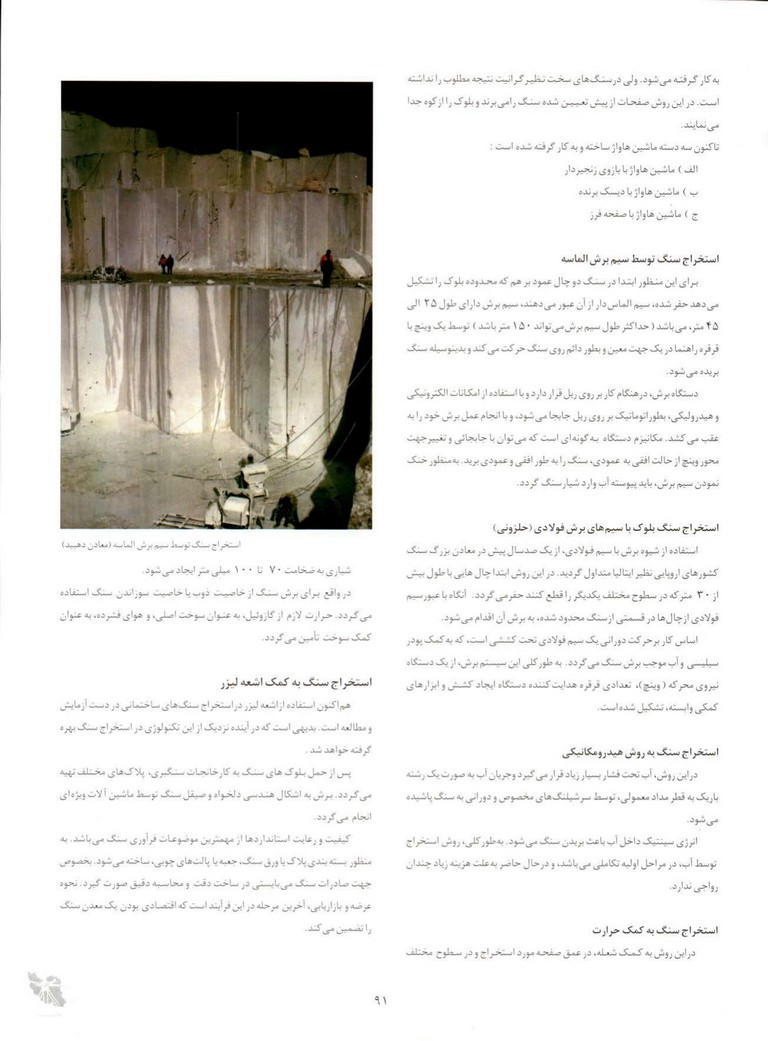 به کار گرفته می‌شود. ولی در سنگ‌های سخت نظیر گرانیت نتیجه مطلوب را نداشته
است. در این روش صفحات از پیش تعیین شده سنگ را می‌برند و بلوک را از کوه جدا
می‌نمایند.
تاکنون سه دسته ماشین هاواژ ساخته و به کار گرفته شده است :
الف ) ماشین هاواژ با بازوی زنجیردار
ب ) ماشین هاواژ با دیسک برنده
ج ) ماشین هاواژ با صفحه فرز
استخراج سنگ توسط سیم برش الماسه
برای این منظور ابتدا در سنگ دو چال عمود بر هم که محدوده بلوک را تشکیل
می‌دهد حفر شده، سیم الماس‌دار از آن عبور می‌دهند، سیم برش دارای طول ۲۵ الی
۴۵ متر، می‌باشد ( حداکثر طول سیم برش می‌تواند ۱۵۰ متر باشد ) توسط یک وینچ با
قرقره راهنما در یک جهت معین و بطور دائم روی سنگ حرکت می‌کند و بدینوسیله سنگ
بریده می‌شود.
دستگاه برش، در هنگام کار بر روی ریل قرار دارد و با استفاده از امکانات الکترونیکی
و هیدرولیکی، بطور اتوماتیک بر روی ریل جابجا می‌شود، و با انجام عمل برش خود را به
عقب می‌کشد. مکانیزم دستگاه به گونه‌ای است که می‌توان با جابجائی و تغییر جهت
محور وینچ از حالت افقی به عمودی، سنگ را به طور افقی و عمودی برید. به‌منظور خنک
نمودن سیم برش، باید پیوسته آب وارد شیار سنگ گردد.
استخراج سنگ بلوک با سیم‌های برش فولادی (حلزونی)
استفاده از شیوه برش با سیم فولادی، از یک صدسال پیش در معادن بزرگ سنگ
کشورهای اروپایی نظیر ایتالیا متداول گردید. در این روش ابتدا چال هایی با طول بیش
از ۳۰ متر که در سطوح مختلف یکدیگر را قطع کنند حفر می‌گردد. آنگاه با عبور سیم
فولادی از چال‌ها در قسمتی از سنگ محدود شده، به برش آن اقدام می‌شود.
اساس کار بر حرکت دورانی یک سیم فولادی تحت کششی است، که به کمک پودر
سیلیسی و آب موجب برش سنگ می‌گردد. به طور کلی این سیستم برش، از یک دستگاه
نیروی محرکه ( وینچ )، تعدادی قرقره هدایت کننده دستگاه ایجاد کشش و ابزارهای
کمکی وابسته، تشکیل شده است.
استخراج سنگ به روش هیدرومکانیکی
در این روش، آب تحت فشار بسیار زیاد قرار می‌گیرد و جریان آب به صورت یک رشته
باریک به قطر مداد معمولی، توسط سرشیلنگ‌های مخصوص و دورانی به سنگ پاشیده
می‌شود.
انرژی سینتیک داخل آب باعث بریدن سنگ می‌شود. به‌طور کلی، روش استخراج
توسط آب، در مراحل اولیه تکاملی می‌باشد، و در حال حاضر به علت هزینه زیاد چندان
رواجی ندارد.
استخراج سنگ به کمک حرارت
در این روش به کمک شعله، در عمق صفحه مورد استخراج و در سطوح مختلف
استخراج سنگ توسط سیم برش الماسه (معادن دهبید)
شیاری به ضخامت ۷۰ تا ۱۰۰ میلی متر ایجاد می‌شود.
در واقع برای برش سنگ از خاصیت ذوب یا خاصیت سوزاندن سنگ استفاده
می‌گردد. حرارت لازم از گازوئیل، به عنوان سوخت اصلی، و هوای فشرده، به عنوان
کمک سوخت تأمین می‌گردد.
استخراج سنگ به کمک اشعه لیزر
هم‌اکنون استفاده از اشعه لیزر در استخراج سنگ‌های ساختمانی در دست آزمایش
و مطالعه است. بدیهی است که در آینده نزدیک از این تکنولوژی در استخراج سنگ بهره
گرفته خواهد شد .
پس از حمل بلوک های سنگ به کارخانجات سنگبری، پلاک‌های مختلف تهیه
می‌گردد. برش به اشکال هندسی دلخواه و صیقل سنگ توسط ماشین آلات ویژه‌ای
انجام می‌گردد.
کیفیت و رعایت استانداردها از مهمترین موضوعات فرآوری سنگ می‌باشد. به
منظور بسته بندی پلاک یا ورق سنگ، جعبه یا پالت‌های چوبی، ساخته می‌شود. بخصوص
جهت صادرات سنگ می‌بایستی در ساخت دقت و محاسبه دقیق صورت گیرد. نحوه
عرضه و بازاریابی، آخرین مرحله در این فرآیند است که اقتصادی بودن یک معدن سنگ
را تضمین می‌کند.
۹۱